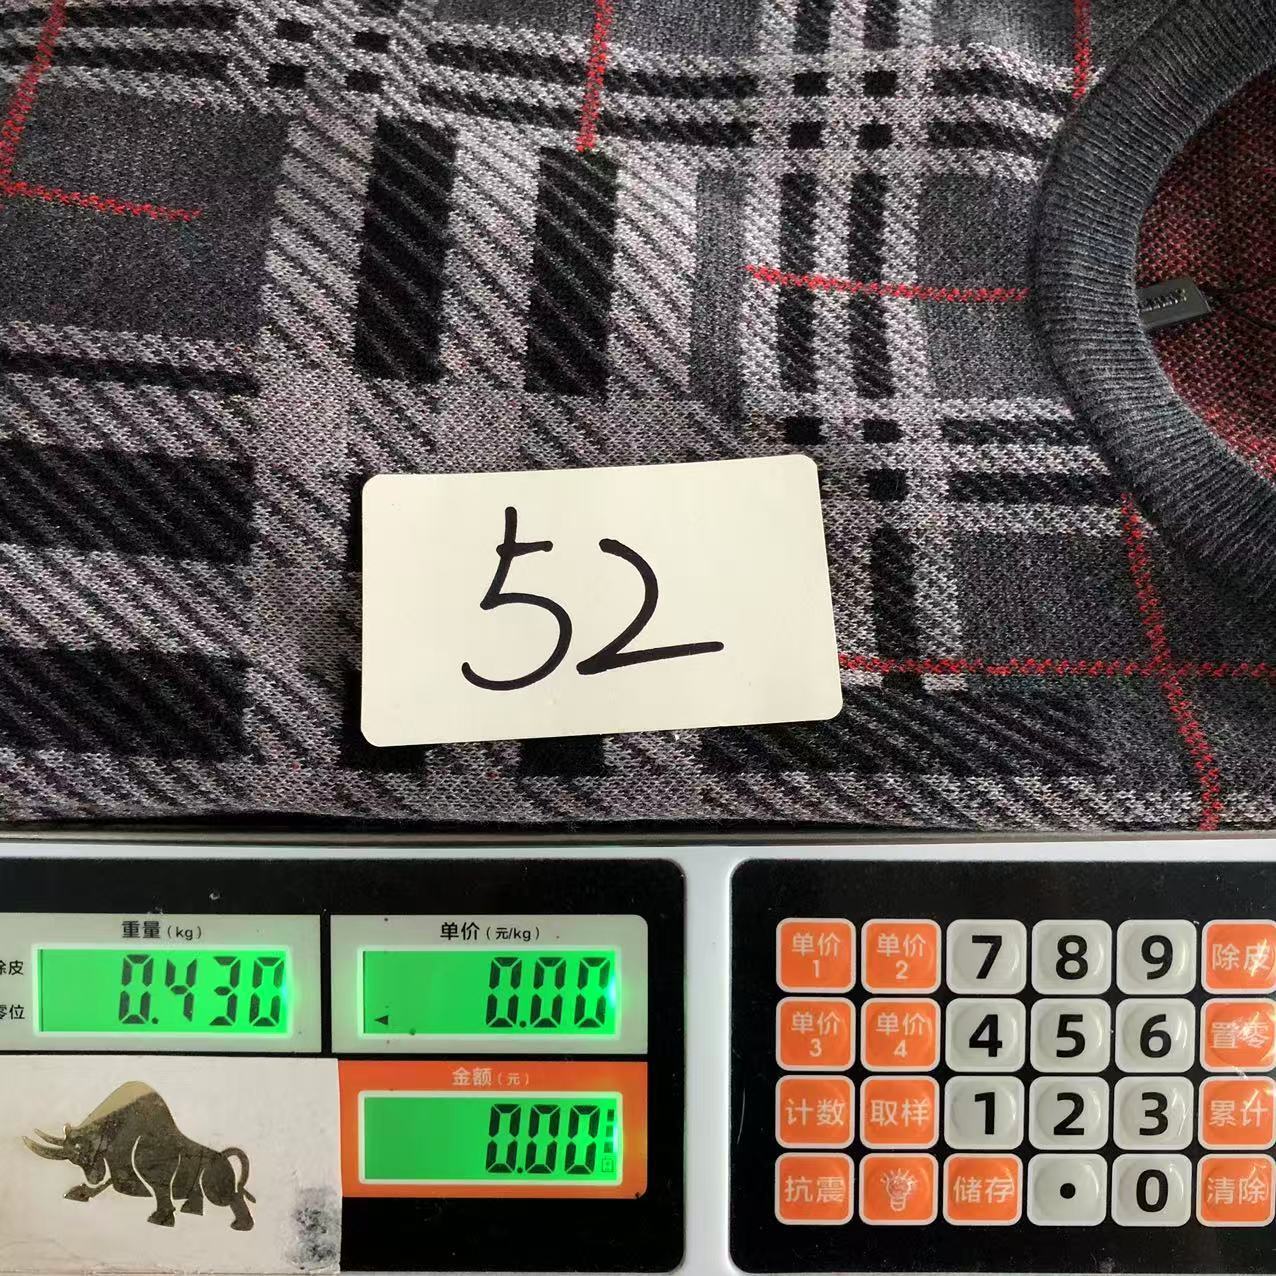 52
重量(kg)
单价(元/kg)
除皮
0.430
0.00
零位
金额(元)
0.00
单价1
单价2
7
8
9
除皮
单价3
单价4
4
5
6
置零
计数
取样
1
2
3
累计
抗震
储存
·
0
清除